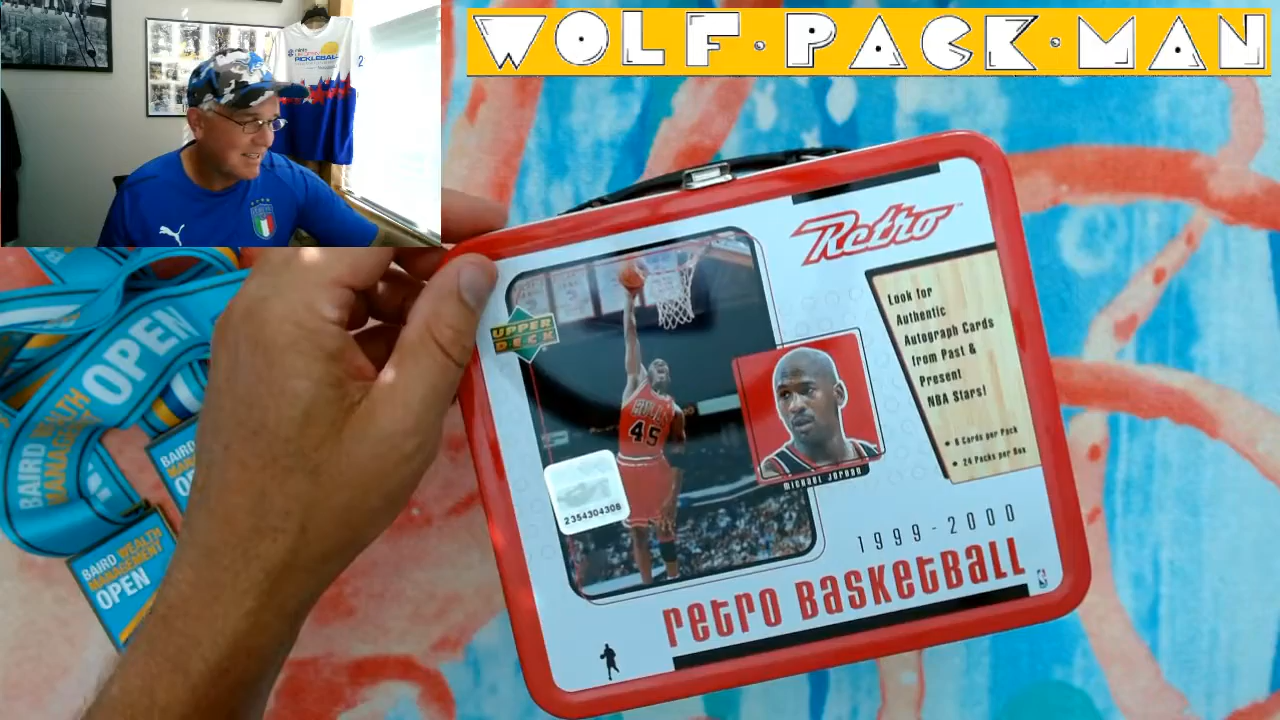 WOLF·PACK·MAN
PICKLEBALL
Retro™
UPPER
DECK
Look for
Authentic
Autograph Cards
from Past &
Present
NBA Stars!
• 6 Cards per Pack
• 24 Packs per Box
BULLS
45
MICHAEL JORDAN
2354304308
1999-2000
retro BasketBall
OPEN
BAIRD WEALTH
MANAGEMENT
BAIRD WEALTH
MANAGEMENT
OPEN